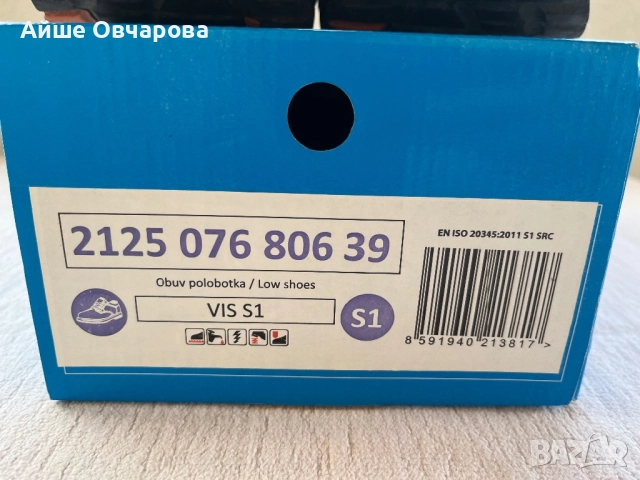 Айше Овчарова
2125 076 806 39
EN ISO 20345:2011 S1 SRC
Obuv polobotka / Low shoes
VIS S1
S1
8 591940 213817 >
BAZAR